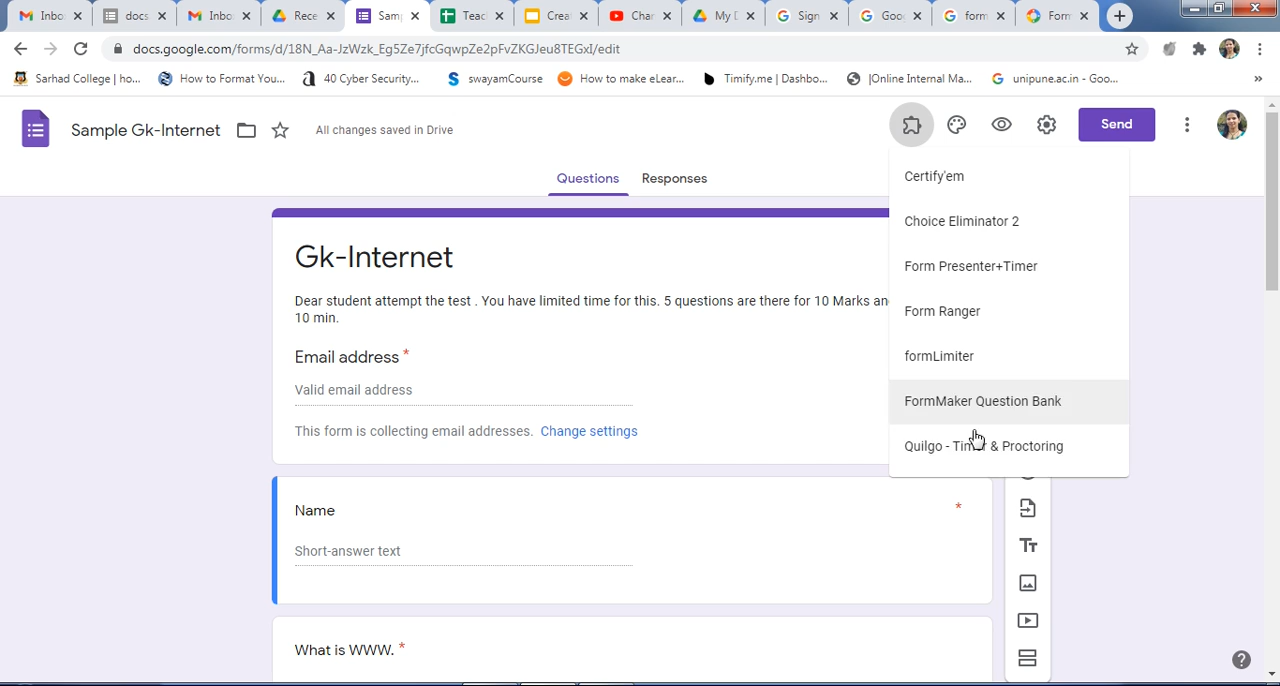 Inbo
docs
Inbo
Rece
Sam
Teac
Crea
Char
My D
Sign
Goo
form
Form
docs.google.com/forms/d/18N_Aa-JzWzk_Eg5Ze7jfcGqwpZe2pFvZKGJeu8TEGxI/edit
Sarhad College | ho...
How to Format You...
40 Cyber Security...
swayamCourse
How to make eLear...
Timify.me | Dashbo...
|Online Internal Ma...
unipune.ac.in - Goo...
Sample Gk-Internet
All changes saved in Drive
Send
Questions
Responses
Certify'em
Choice Eliminator 2
Form Presenter+Timer
Form Ranger
formLimiter
FormMaker Question Bank
Quilgo - Timer & Proctoring
Gk-Internet
Dear student attempt the test . You have limited time for this. 5 questions are there for 10 Marks an
10 min.
Email address *
Valid email address
This form is collecting email addresses. Change settings
Name *
Short-answer text
Tт
What is WWW. *